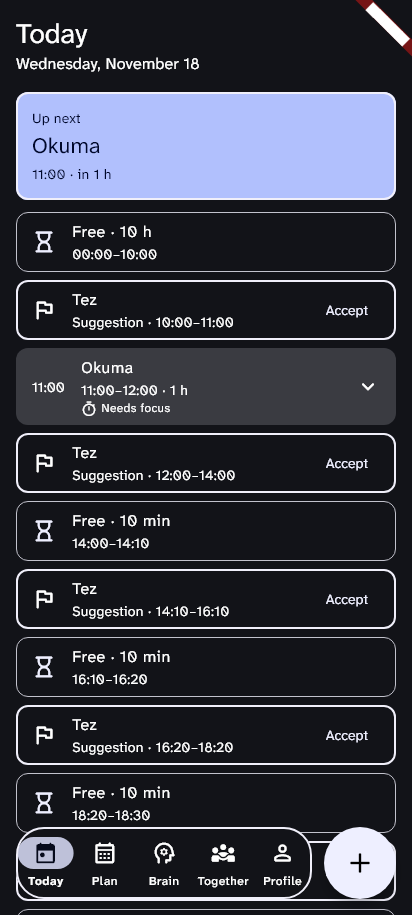 Today
Wednesday, November 18
Up next
Okuma
11:00 · in 1 h
Free · 10 h
00:00–10:00
Tez
Suggestion · 10:00–11:00
Accept
11:00
Okuma
11:00–12:00 · 1 h
Needs focus
Tez
Suggestion · 12:00–14:00
Accept
Free · 10 min
14:00–14:10
Tez
Suggestion · 14:10–16:10
Accept
Free · 10 min
16:10–16:20
Tez
Suggestion · 16:20–18:20
Accept
Free · 10 min
18:20–18:30
Today
Plan
Brain
Together
Profile